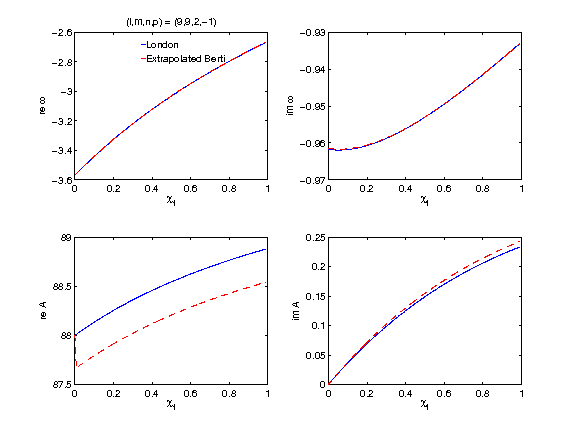 (l,m,n,p) = (9,9,2,−1)
−2.6
−2.8
−3
−3.2
−3.4
−3.6
re ω
0 0.2 0.4 0.6 0.8 1
χf
London
Extrapolated Berti
−0.93
−0.94
−0.95
−0.96
−0.97
im ω
0 0.2 0.4 0.6 0.8 1
χf
89
88.5
88
87.5
re A
0 0.2 0.4 0.6 0.8 1
χf
0.25
0.2
0.15
0.1
0.05
0
im A
0 0.2 0.4 0.6 0.8 1
χf